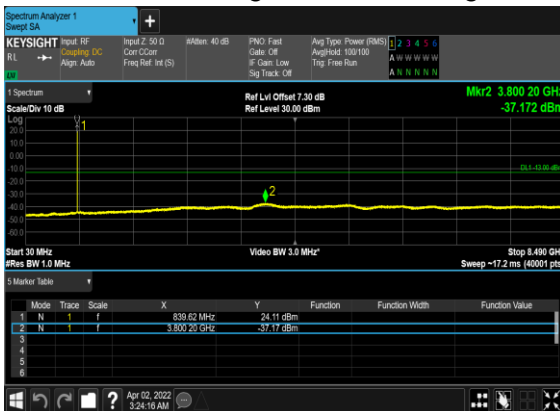 Spectrum Analyzer 1
Swept SA
+
KEYSIGHT Input: RF Input Z: 50 Ω #Atten: 40 dB PNO: Fast Avg Type: Power (RMS) 1 2 3 4 5 6
RL Coupling: DC Corr CCorr Gate: Off Avg|Hold: 100/100 A W W W W W
Align: Auto Freq Ref: Int (S) IF Gain: Low Trig: Free Run
Sig Track: Off A N N N N N
1 Spectrum Ref Lvl Offset 7.30 dB Mkr2 3.800 20 GHz
Scale/Div 10 dB Ref Level 30.00 dBm -37.172 dBm
Log
20.0 1
10.0
0.00
-10.0 DL1 -13.00 dBm
-20.0
-30.0 2
-40.0
-50.0
-60.0
Start 30 MHz Video BW 3.0 MHz* Stop 8.490 GHz
#Res BW 1.0 MHz Sweep ~17.2 ms (40001 pts)
5 Marker Table
Mode Trace Scale X Y Function Function Width Function Value
1 N 1 f 839.62 MHz 24.11 dBm
2 N 1 f 3.800 20 GHz -37.17 dBm
3
4
5
6
? Apr 02, 2022
3:24:16 AM